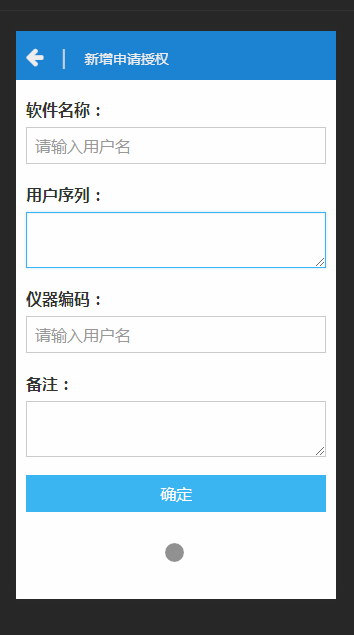 新增申请授权
软件名称：
请输入用户名
用户序列：
仪器编码：
请输入用户名
备注：
确定